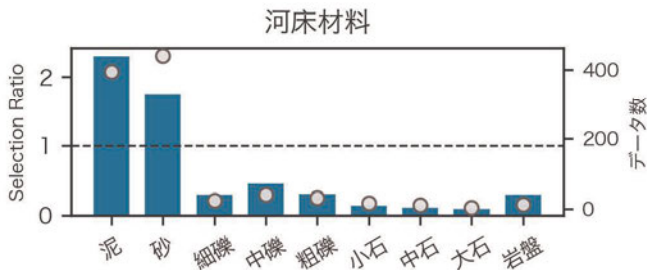 河床材料
Selection Ratio
2
1
0
400
200
0
データ数
泥
砂
細礫
中礫
粗礫
小石
中石
大石
岩盤